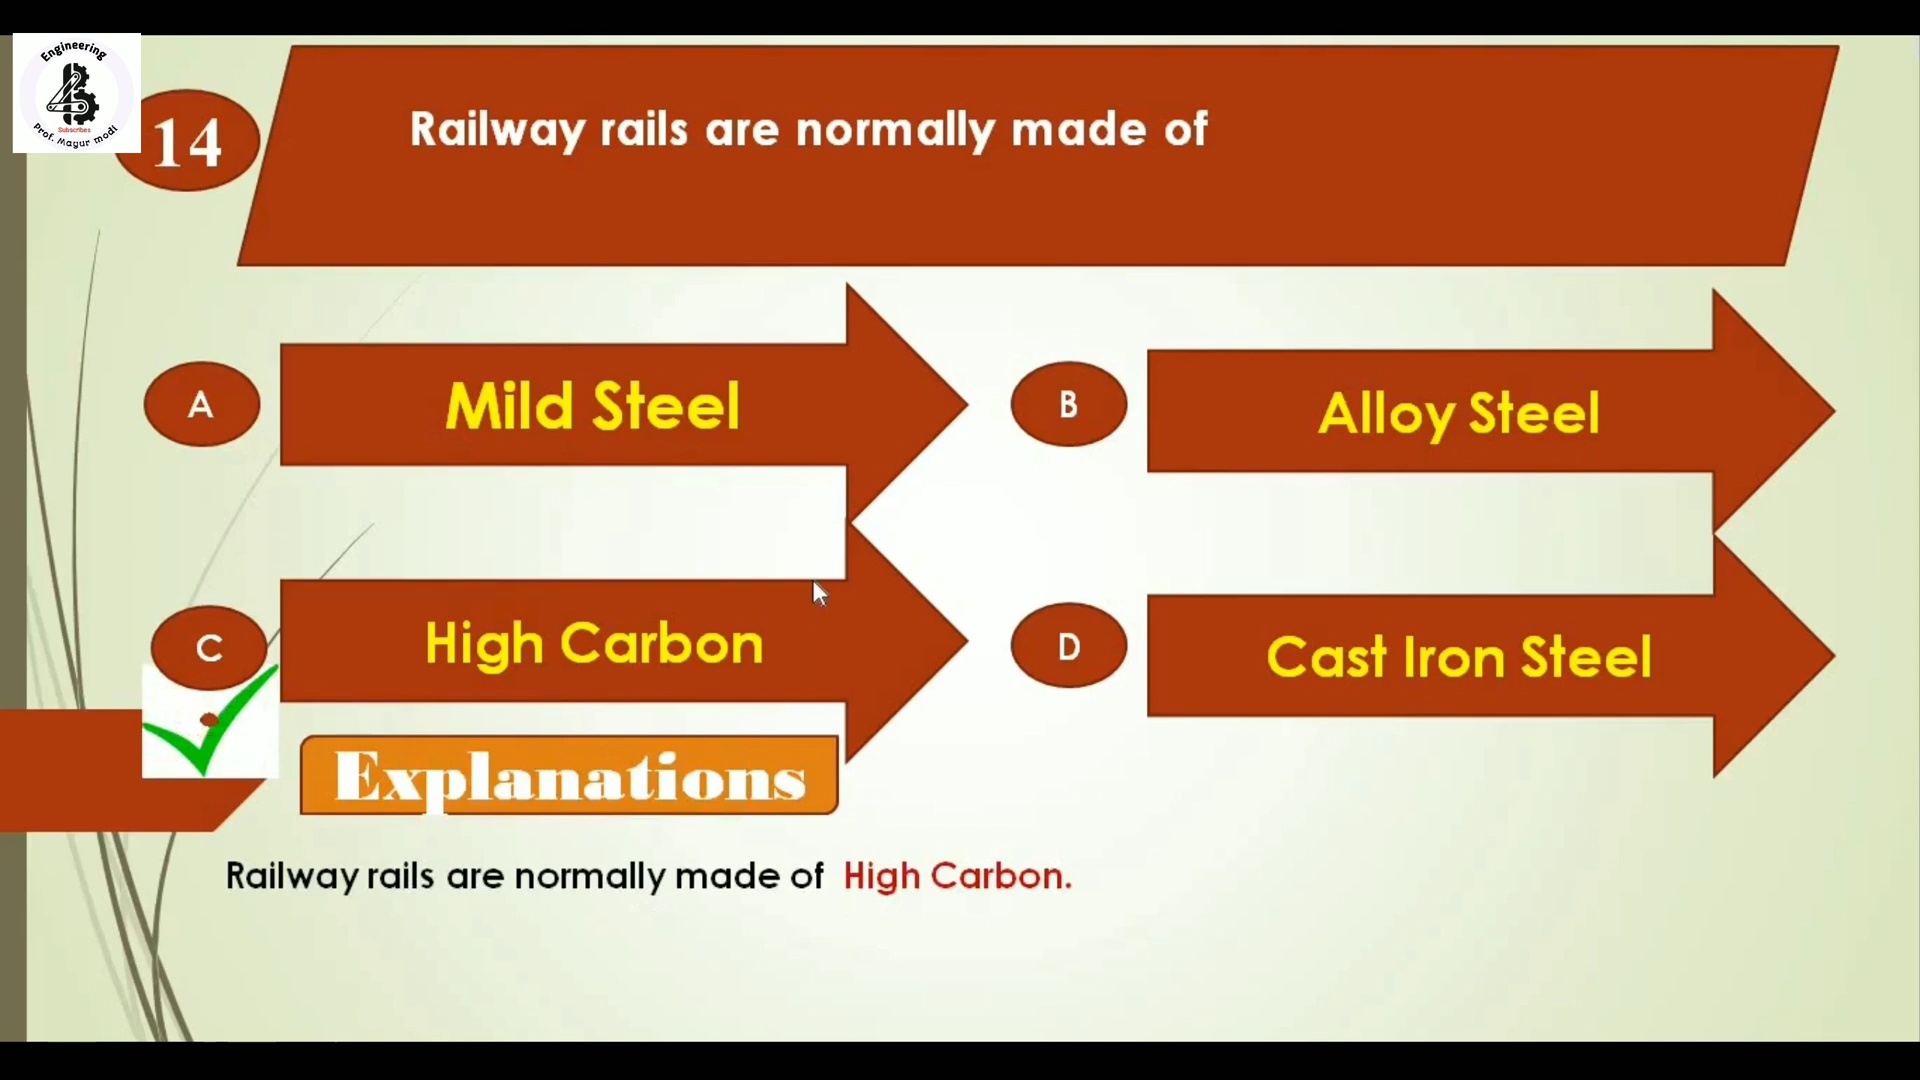 Engineering
Subscribes
Prof. Mayur modi
14
Railway rails are normally made of
A
Mild Steel
B
Alloy Steel
C
High Carbon
D
Cast Iron Steel
Explanations
Railway rails are normally made of High Carbon.